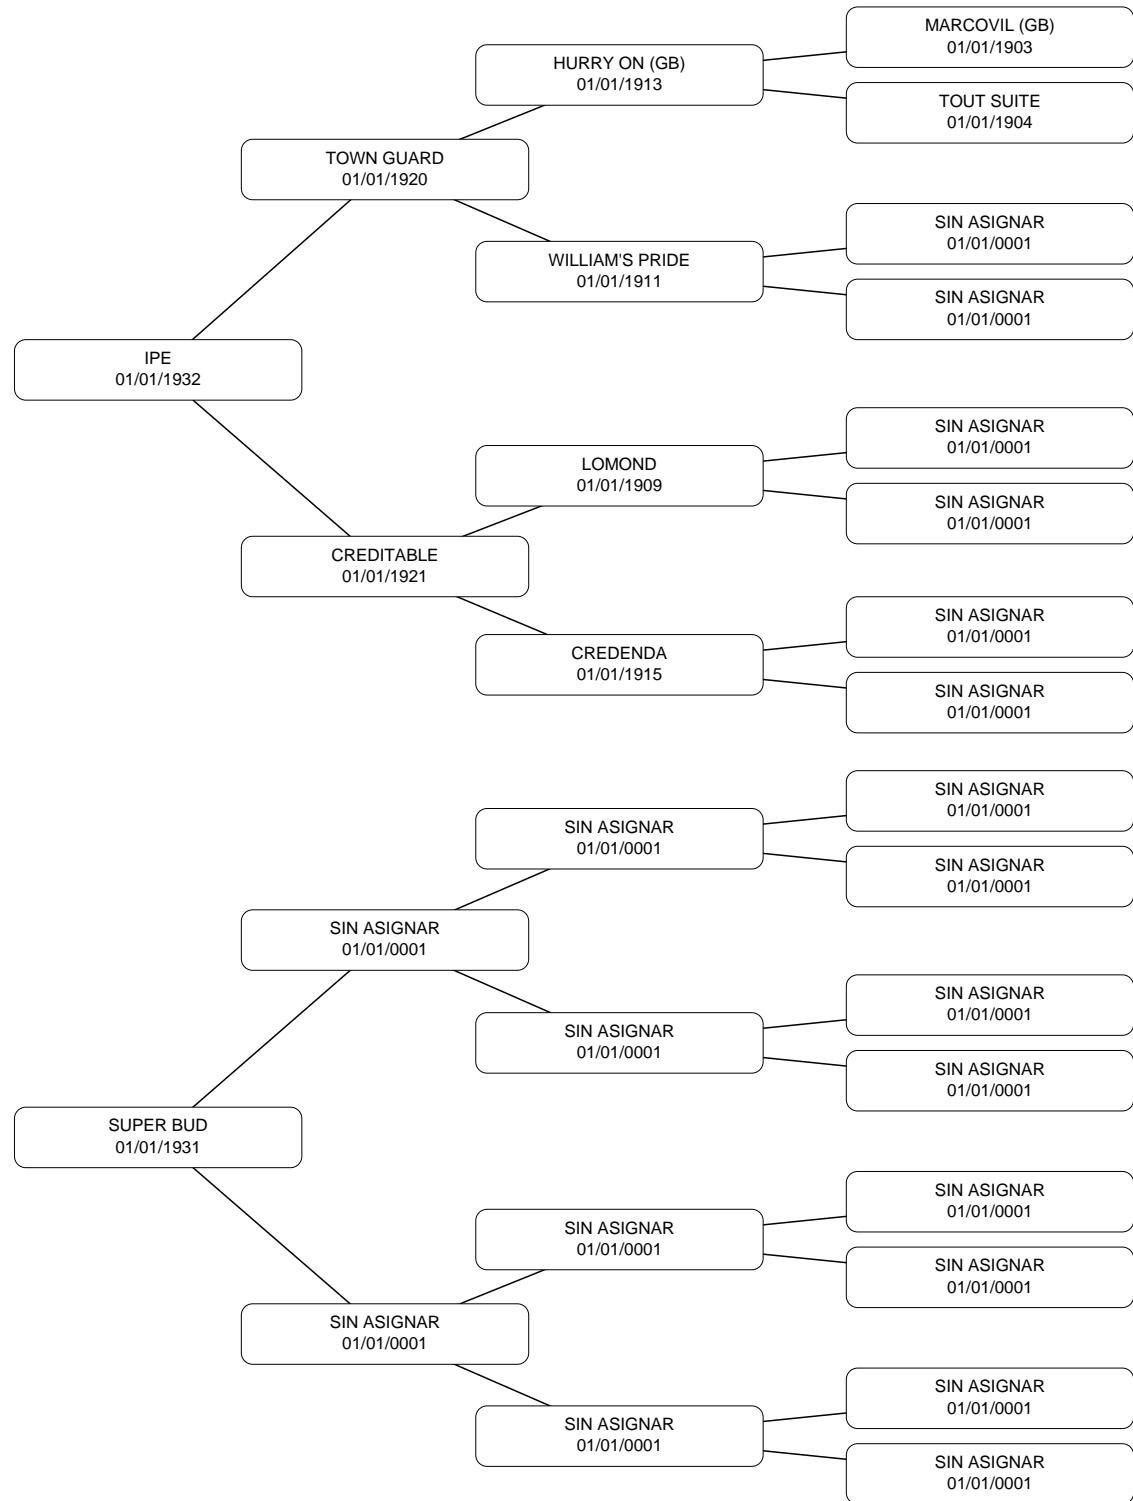 MARCOVIL (GB)
01/01/1903
HURRY ON (GB)
01/01/1913
TOUT SUITE
01/01/1904
TOWN GUARD
01/01/1920
SIN ASIGNAR
01/01/0001
WILLIAM'S PRIDE
01/01/1911
SIN ASIGNAR
01/01/0001
IPE
01/01/1932
SIN ASIGNAR
01/01/0001
LOMOND
01/01/1909
SIN ASIGNAR
01/01/0001
CREDITABLE
01/01/1921
SIN ASIGNAR
01/01/0001
CREDENDA
01/01/1915
SIN ASIGNAR
01/01/0001
SIN ASIGNAR
01/01/0001
SIN ASIGNAR
01/01/0001
SIN ASIGNAR
01/01/0001
SIN ASIGNAR
01/01/0001
SIN ASIGNAR
01/01/0001
SIN ASIGNAR
01/01/0001
SIN ASIGNAR
01/01/0001
SUPER BUD
01/01/1931
SIN ASIGNAR
01/01/0001
SIN ASIGNAR
01/01/0001
SIN ASIGNAR
01/01/0001
SIN ASIGNAR
01/01/0001
SIN ASIGNAR
01/01/0001
SIN ASIGNAR
01/01/0001
SIN ASIGNAR
01/01/0001